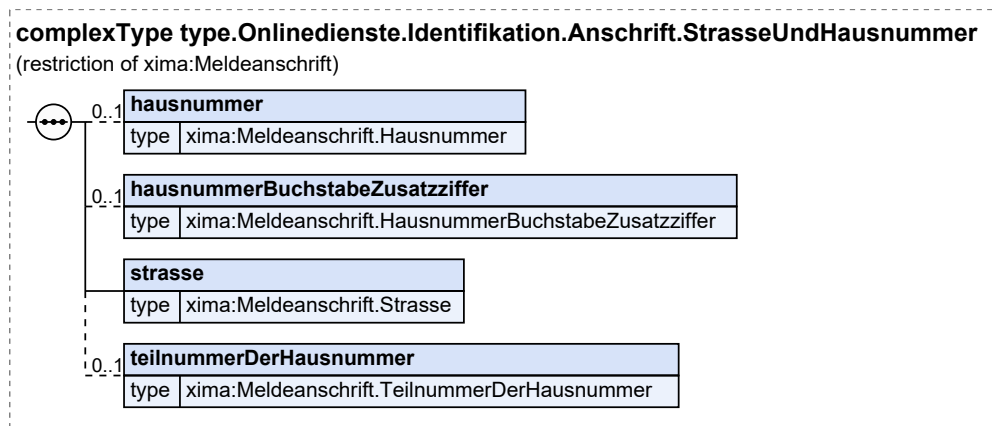 complexType type.Onlinedienste.Identifikation.Anschrift.StrasseUndHausnummer
(restriction of xima:Meldeanschrift)
0..1 hausnummer
type xima:Meldeanschrift.Hausnummer
0..1 hausnummerBuchstabeZusatzziffer
type xima:Meldeanschrift.HausnummerBuchstabeZusatzziffer
strasse
type xima:Meldeanschrift.Strasse
0..1 teilnummerDerHausnummer
type xima:Meldeanschrift.TeilnummerDerHausnummer